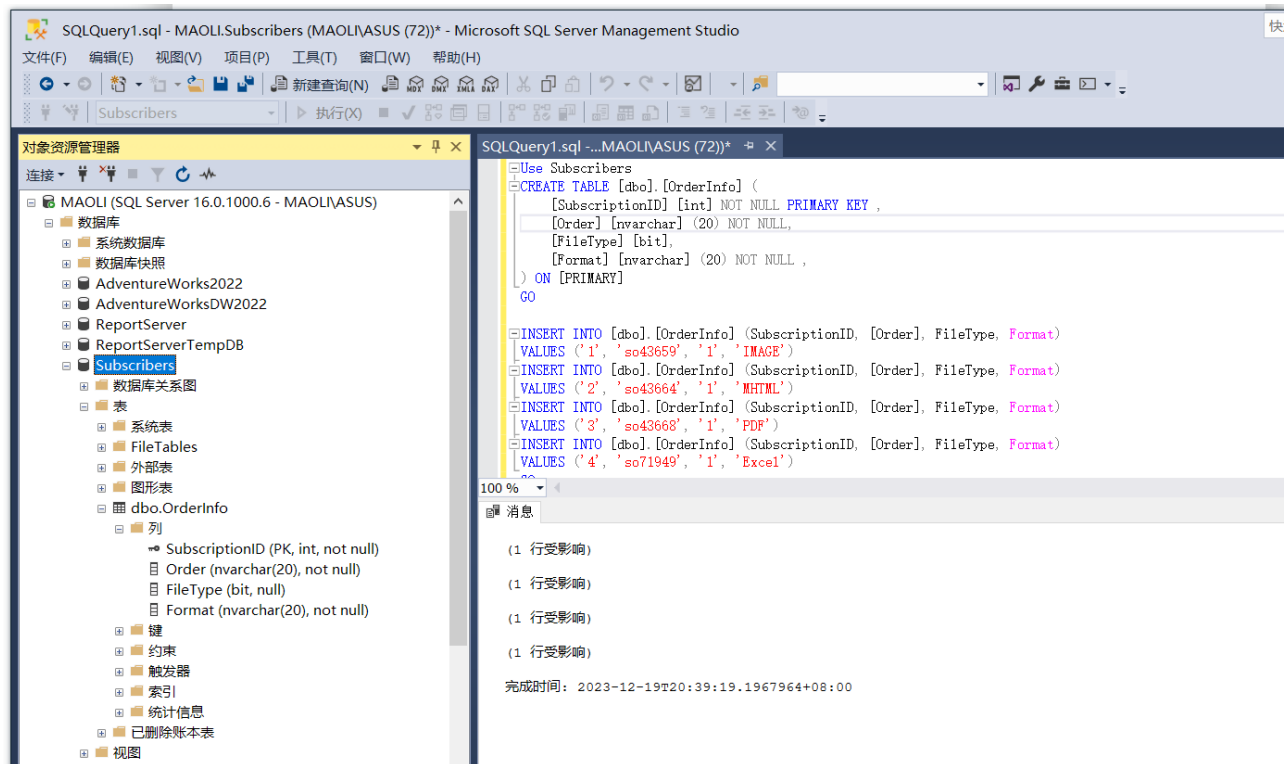 SQLQuery1.sql - MAOLI.Subscribers (MAOLI\ASUS (72))* - Microsoft SQL Server Management Studio
快
文件(F) 编辑(E) 视图(V) 项目(P) 工具(T) 窗口(W) 帮助(H)
新建查询(N) MDX DMX XMLA DAX
Subscribers 执行(X)
对象资源管理器
连接
MAOLI (SQL Server 16.0.1000.6 - MAOLI\ASUS)
数据库
系统数据库
数据库快照
AdventureWorks2022
AdventureWorksDW2022
ReportServer
ReportServerTempDB
Subscribers
数据库关系图
表
系统表
FileTables
外部表
图形表
dbo.OrderInfo
列
SubscriptionID (PK, int, not null)
Order (nvarchar(20), not null)
FileType (bit, null)
Format (nvarchar(20), not null)
键
约束
触发器
索引
统计信息
已删除账本表
视图
SQLQuery1.sql -...MAOLI\ASUS (72))*
Use Subscribers
CREATE TABLE [dbo].[OrderInfo] (
[SubscriptionID] [int] NOT NULL PRIMARY KEY ,
[Order] [nvarchar] (20) NOT NULL,
[FileType] [bit],
[Format] [nvarchar] (20) NOT NULL ,
) ON [PRIMARY]
GO
INSERT INTO [dbo].[OrderInfo] (SubscriptionID, [Order], FileType, Format)
VALUES ('1', 'so43659', '1', 'IMAGE')
INSERT INTO [dbo].[OrderInfo] (SubscriptionID, [Order], FileType, Format)
VALUES ('2', 'so43664', '1', 'MHTML')
INSERT INTO [dbo].[OrderInfo] (SubscriptionID, [Order], FileType, Format)
VALUES ('3', 'so43668', '1', 'PDF')
INSERT INTO [dbo].[OrderInfo] (SubscriptionID, [Order], FileType, Format)
VALUES ('4', 'so71949', '1', 'Excel')
100 %
消息
(1 行受影响)
(1 行受影响)
(1 行受影响)
(1 行受影响)
完成时间: 2023-12-19T20:39:19.1967964+08:00